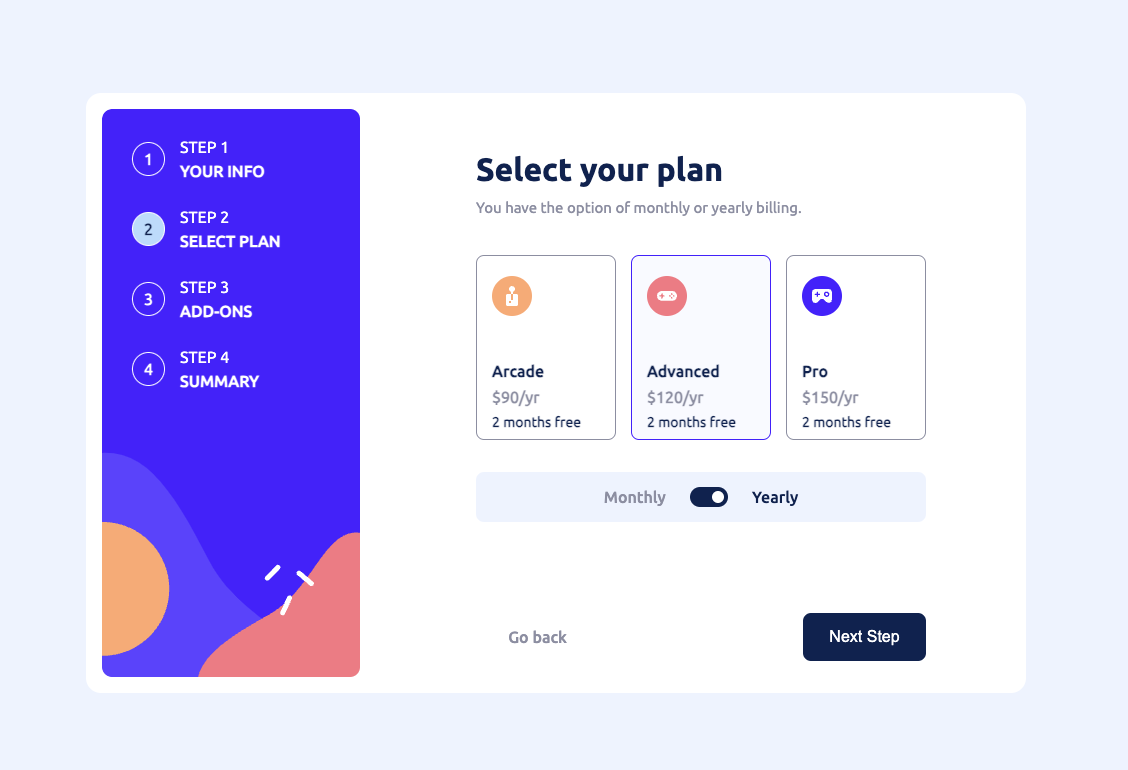 1
STEP 1
YOUR INFO
2
STEP 2
SELECT PLAN
3
STEP 3
ADD-ONS
4
STEP 4
SUMMARY
Select your plan
You have the option of monthly or yearly billing.
Arcade
$90/yr
2 months free
Advanced
$120/yr
2 months free
Pro
$150/yr
2 months free
Monthly
Yearly
Go back
Next Step